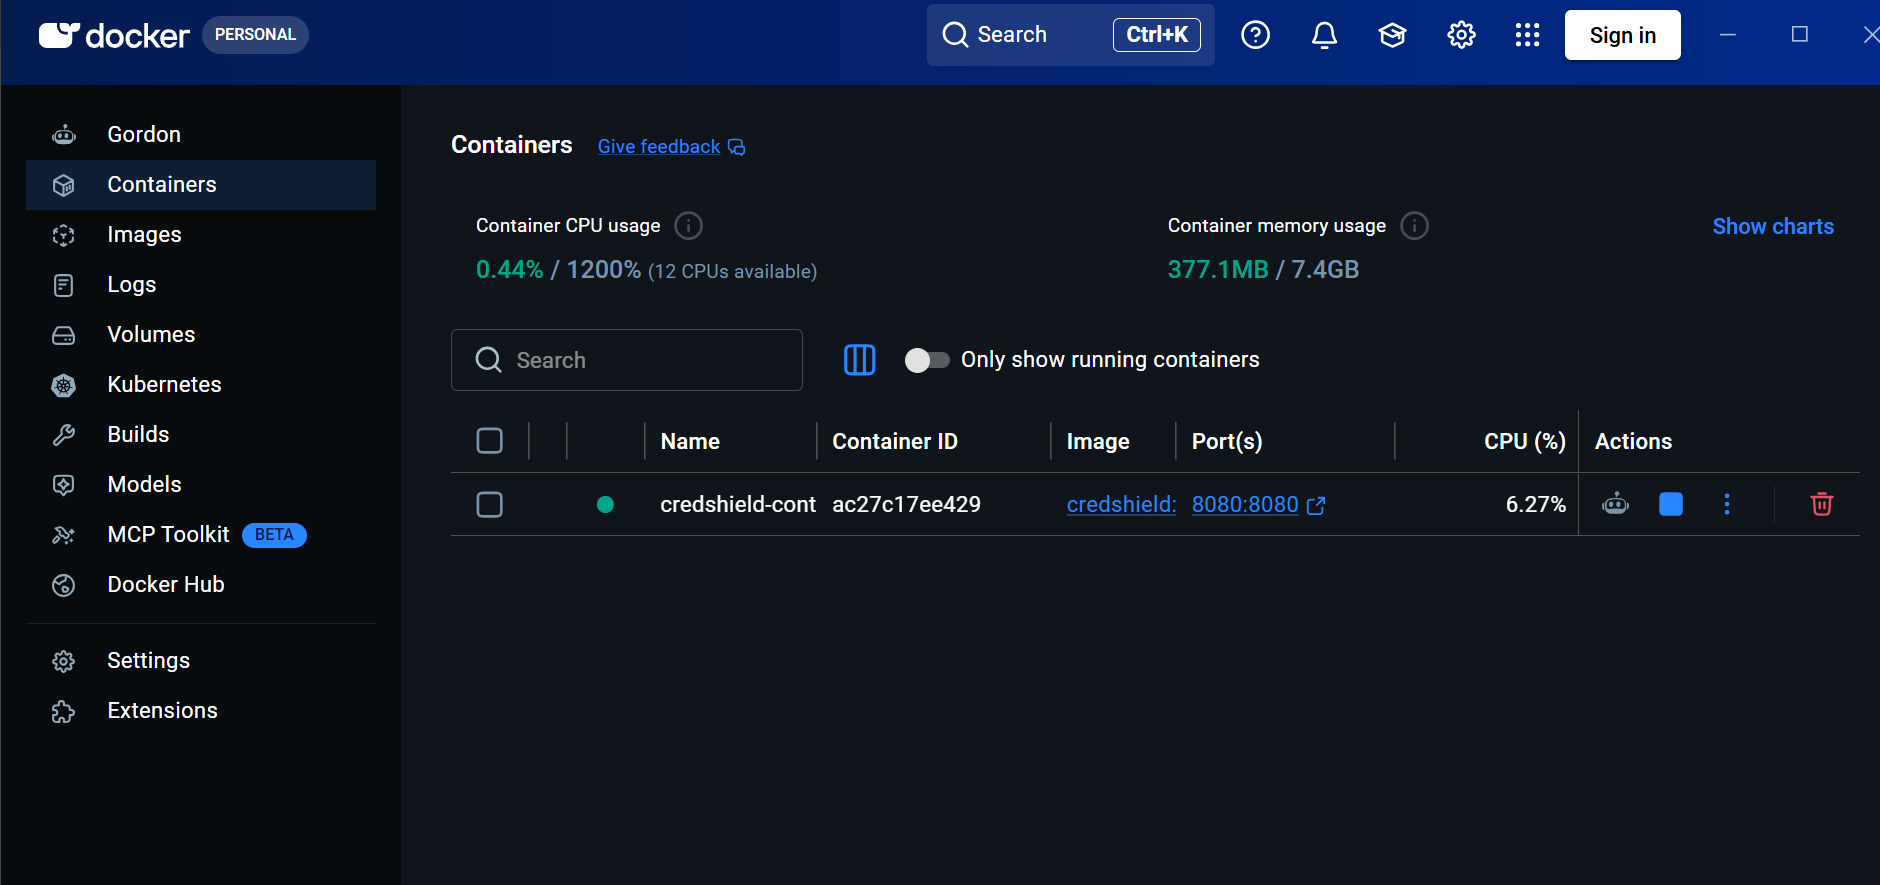 docker PERSONAL Search Ctrl+K Sign in
Gordon
Containers
Images
Logs
Volumes
Kubernetes
Builds
Models
MCP Toolkit BETA
Docker Hub
Settings
Extensions
Containers Give feedback
Container CPU usage
0.44% / 1200% (12 CPUs available)
Container memory usage
377.1MB / 7.4GB
Show charts
Search
Only show running containers
Name Container ID Image Port(s) CPU (%) Actions
credshield-cont ac27c17ee429 credshield: 8080:8080 6.27%